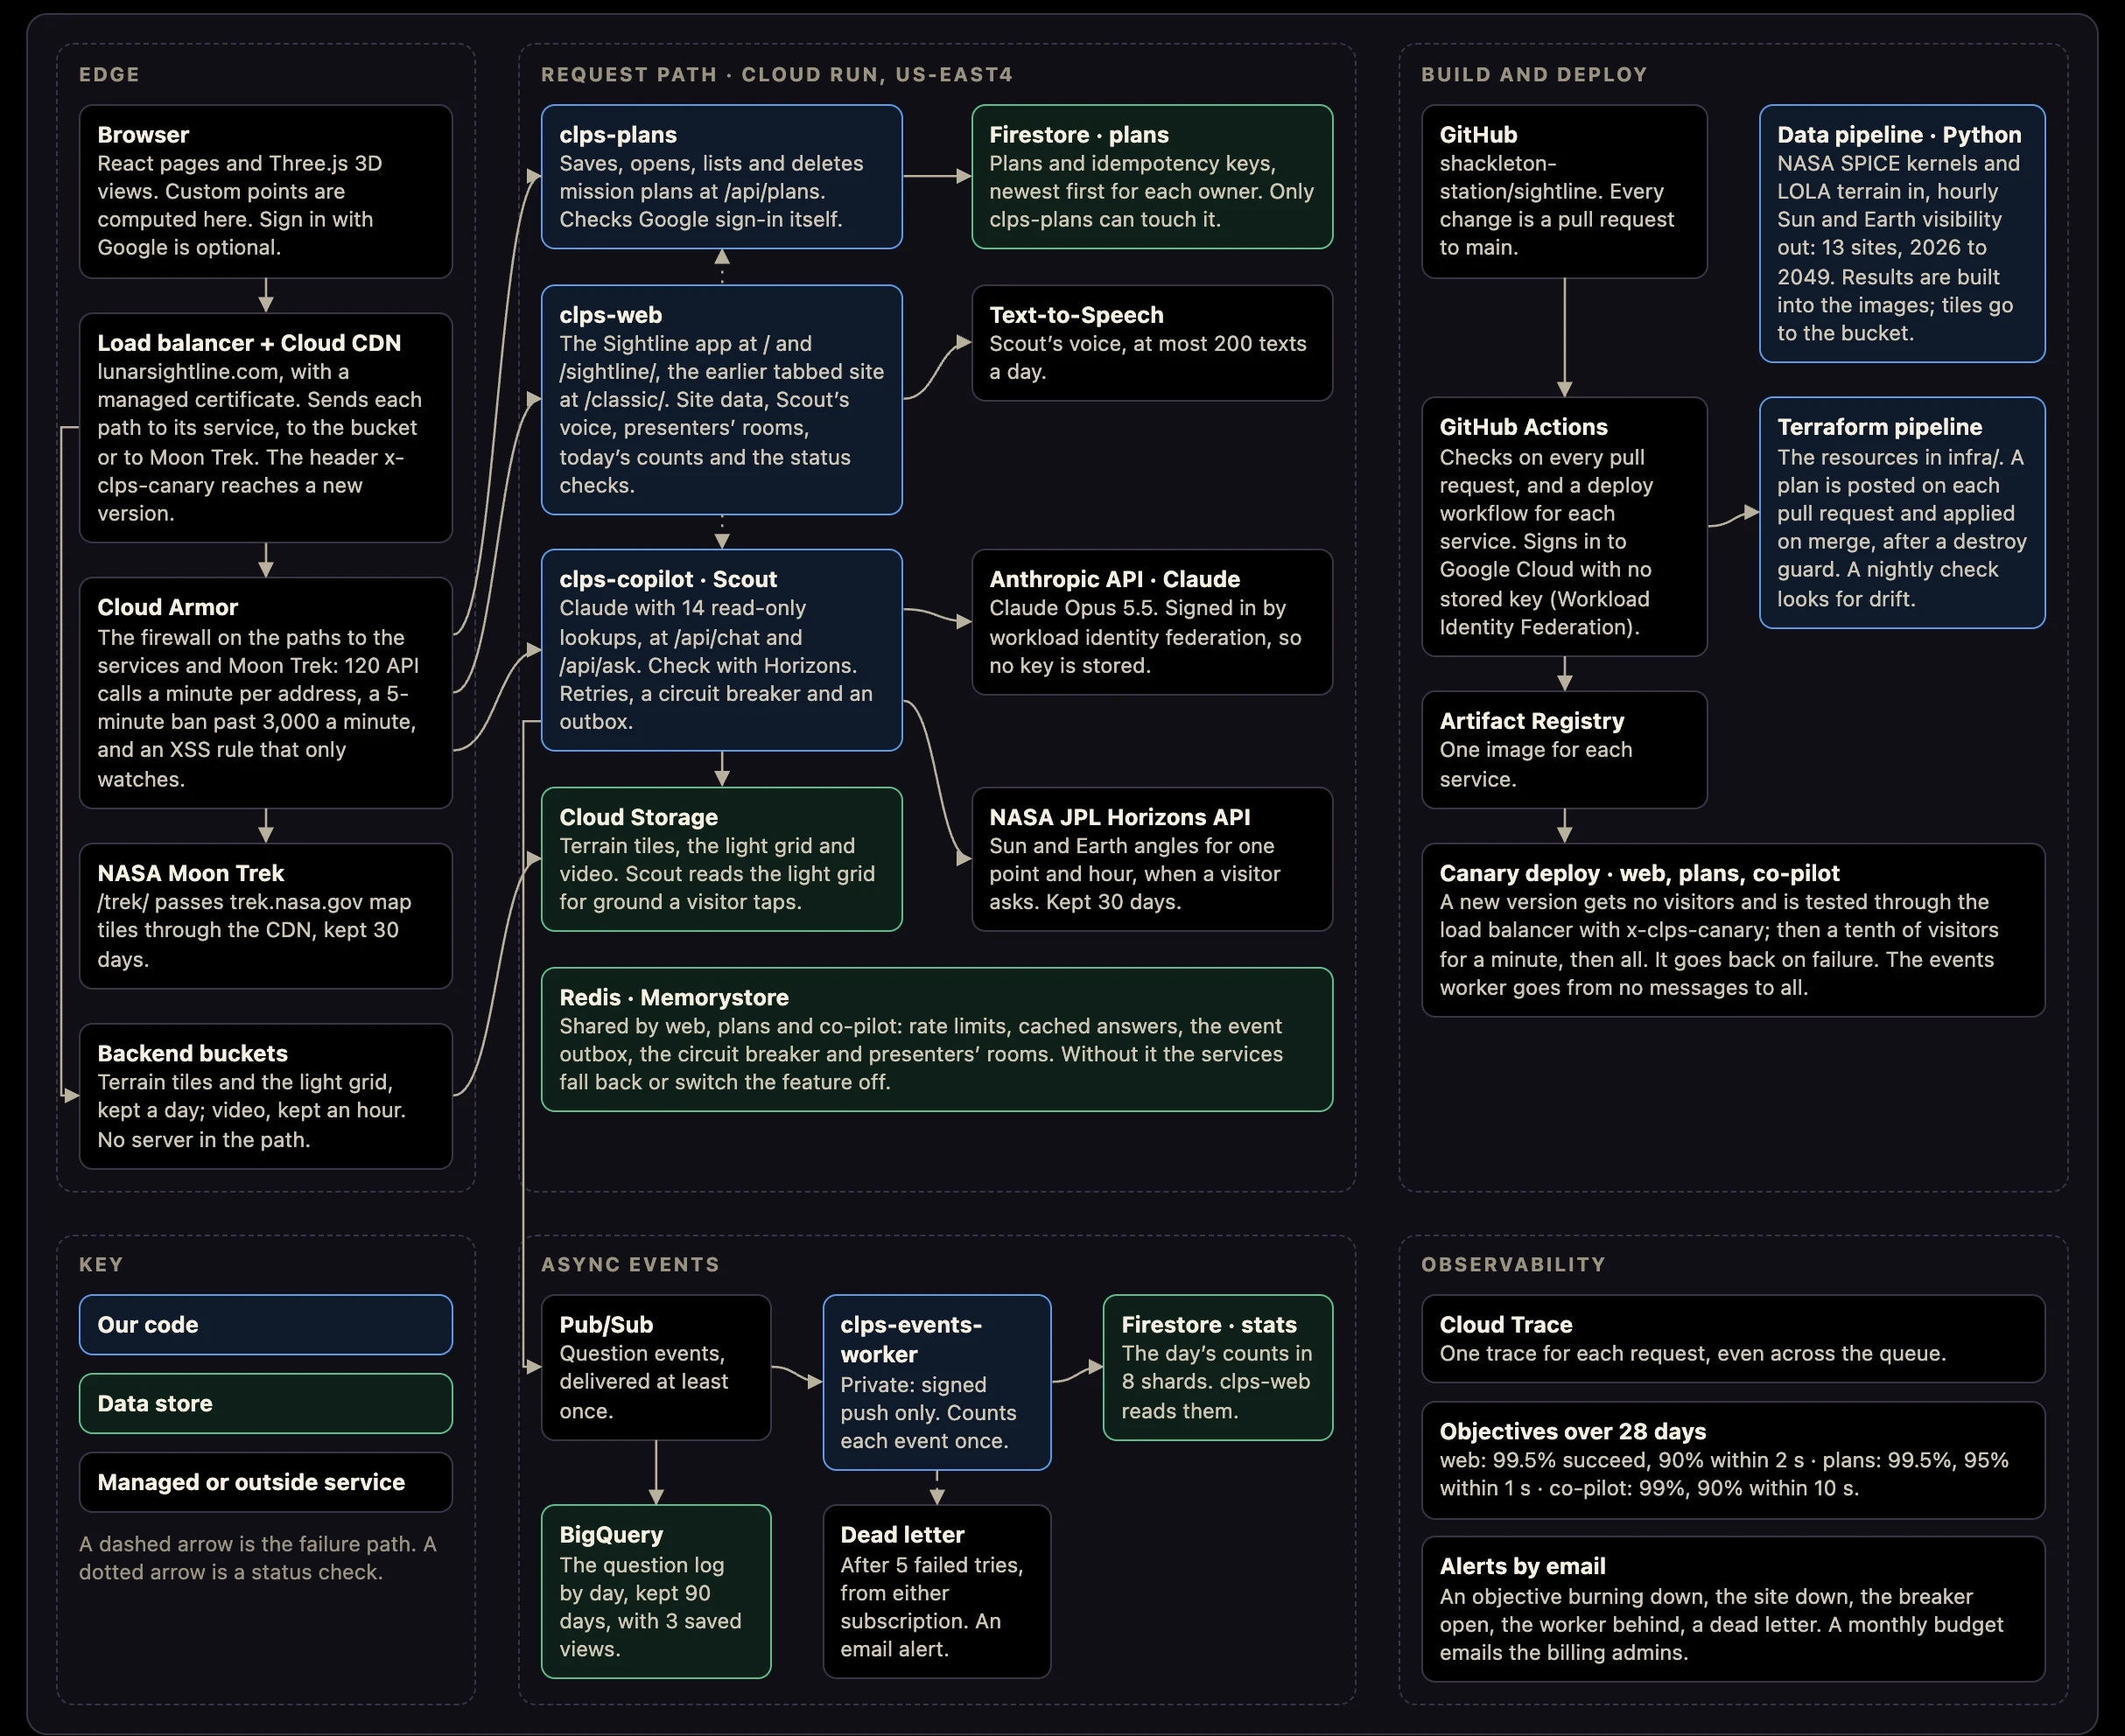 EDGE
Browser
React pages and Three.js 3D
views. Custom points are
computed here. Sign in with
Google is optional.
Load balancer + Cloud CDN
lunarsightline.com, with a
managed certificate. Sends each
path to its service, to the bucket
or to Moon Trek. The header x-
clps-canary reaches a new
version.
Cloud Armor
The firewall on the paths to the
services and Moon Trek: 120 API
calls a minute per address, a 5-
minute ban past 3,000 a minute,
and an XSS rule that only
watches.
NASA Moon Trek
/trek/ passes trek.nasa.gov map
tiles through the CDN, kept 30
days.
Backend buckets
Terrain tiles and the light grid,
kept a day; video, kept an hour.
No server in the path.
REQUEST PATH · CLOUD RUN, US-EAST4
clps-plans
Saves, opens, lists and deletes
mission plans at /api/plans.
Checks Google sign-in itself.
Firestore · plans
Plans and idempotency keys,
newest first for each owner. Only
clps-plans can touch it.
clps-web
The Sightline app at / and
/sightline/, the earlier tabbed site
at /classic/. Site data, Scout’s
voice, presenters’ rooms,
today’s counts and the status
checks.
Text-to-Speech
Scout’s voice, at most 200 texts
a day.
clps-copilot · Scout
Claude with 14 read-only
lookups, at /api/chat and
/api/ask. Check with Horizons.
Retries, a circuit breaker and an
outbox.
Anthropic API · Claude
Claude Opus 5.5. Signed in by
workload identity federation, so
no key is stored.
Cloud Storage
Terrain tiles, the light grid and
video. Scout reads the light grid
for ground a visitor taps.
NASA JPL Horizons API
Sun and Earth angles for one
point and hour, when a visitor
asks. Kept 30 days.
Redis · Memorystore
Shared by web, plans and co-pilot: rate limits, cached answers, the event
outbox, the circuit breaker and presenters’ rooms. Without it the services
fall back or switch the feature off.
BUILD AND DEPLOY
GitHub
shackleton-
station/sightline. Every
change is a pull request
to main.
Data pipeline · Python
NASA SPICE kernels and
LOLA terrain in, hourly
Sun and Earth visibility
out: 13 sites, 2026 to
2049. Results are built
into the images; tiles go
to the bucket.
GitHub Actions
Checks on every pull
request, and a deploy
workflow for each
service. Signs in to
Google Cloud with no
stored key (Workload
Identity Federation).
Terraform pipeline
The resources in infra/. A
plan is posted on each
pull request and applied
on merge, after a destroy
guard. A nightly check
looks for drift.
Artifact Registry
One image for each
service.
Canary deploy · web, plans, co-pilot
A new version gets no visitors and is tested through the
load balancer with x-clps-canary; then a tenth of visitors
for a minute, then all. It goes back on failure. The events
worker goes from no messages to all.
KEY
Our code
Data store
Managed or outside service
A dashed arrow is the failure path. A
dotted arrow is a status check.
ASYNC EVENTS
Pub/Sub
Question events,
delivered at least
once.
clps-events-
worker
Private: signed
push only. Counts
each event once.
Firestore · stats
The day’s counts in
8 shards. clps-web
reads them.
BigQuery
The question log
by day, kept 90
days, with 3 saved
views.
Dead letter
After 5 failed tries,
from either
subscription. An
email alert.
OBSERVABILITY
Cloud Trace
One trace for each request, even across the queue.
Objectives over 28 days
web: 99.5% succeed, 90% within 2 s · plans: 99.5%, 95%
within 1 s · co-pilot: 99%, 90% within 10 s.
Alerts by email
An objective burning down, the site down, the breaker
open, the worker behind, a dead letter. A monthly budget
emails the billing admins.